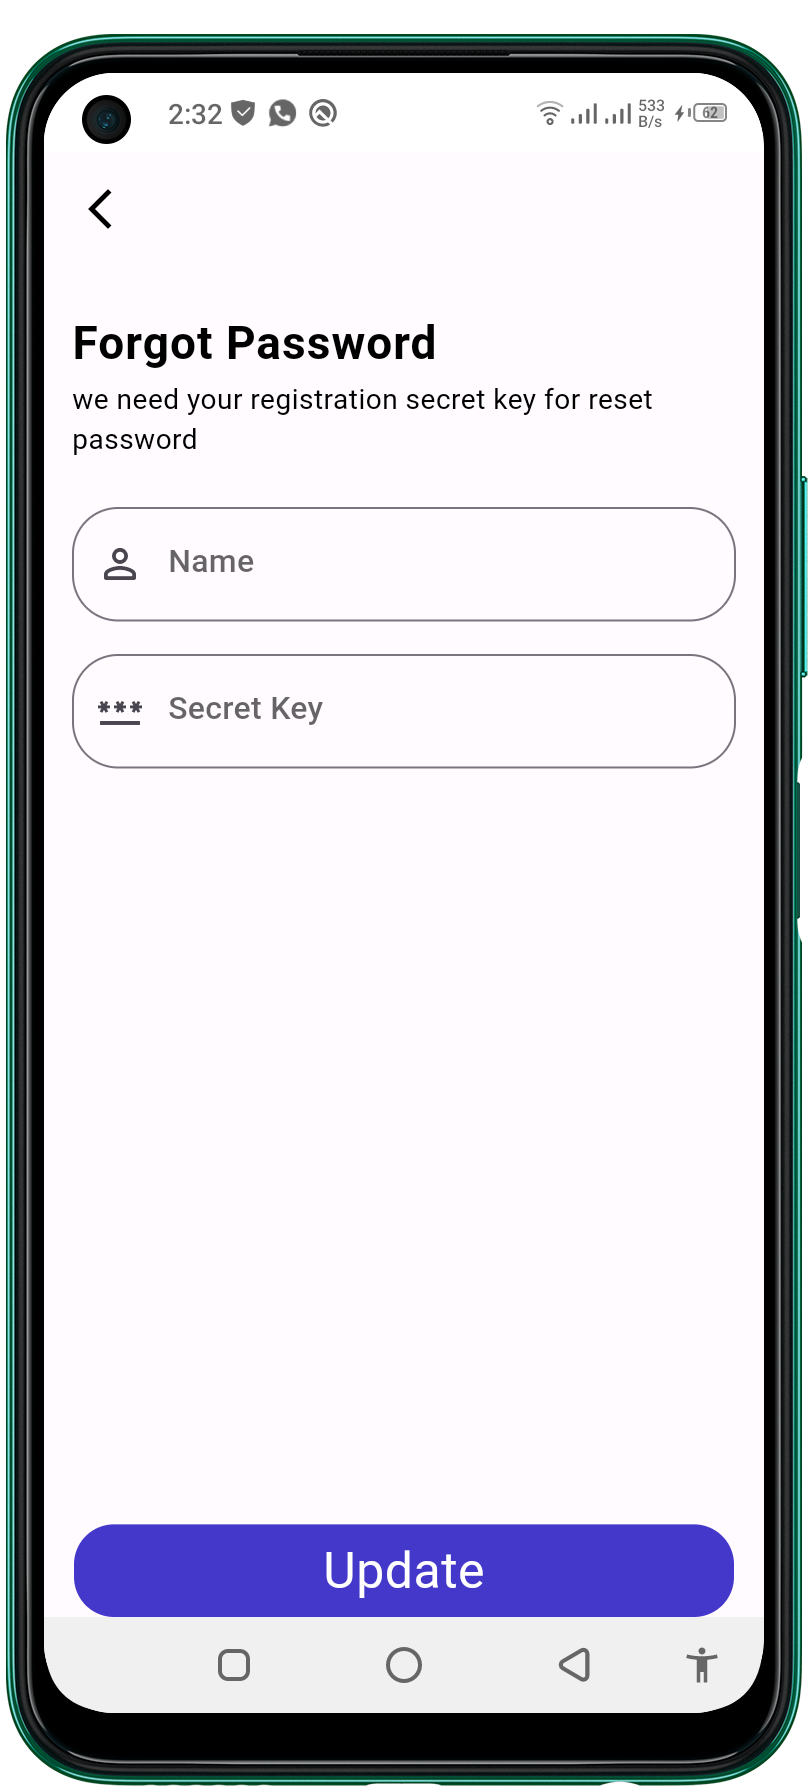 2:32
533
B/s
62
Forgot Password
we need your registration secret key for reset
password
Name
*** Secret Key
Update